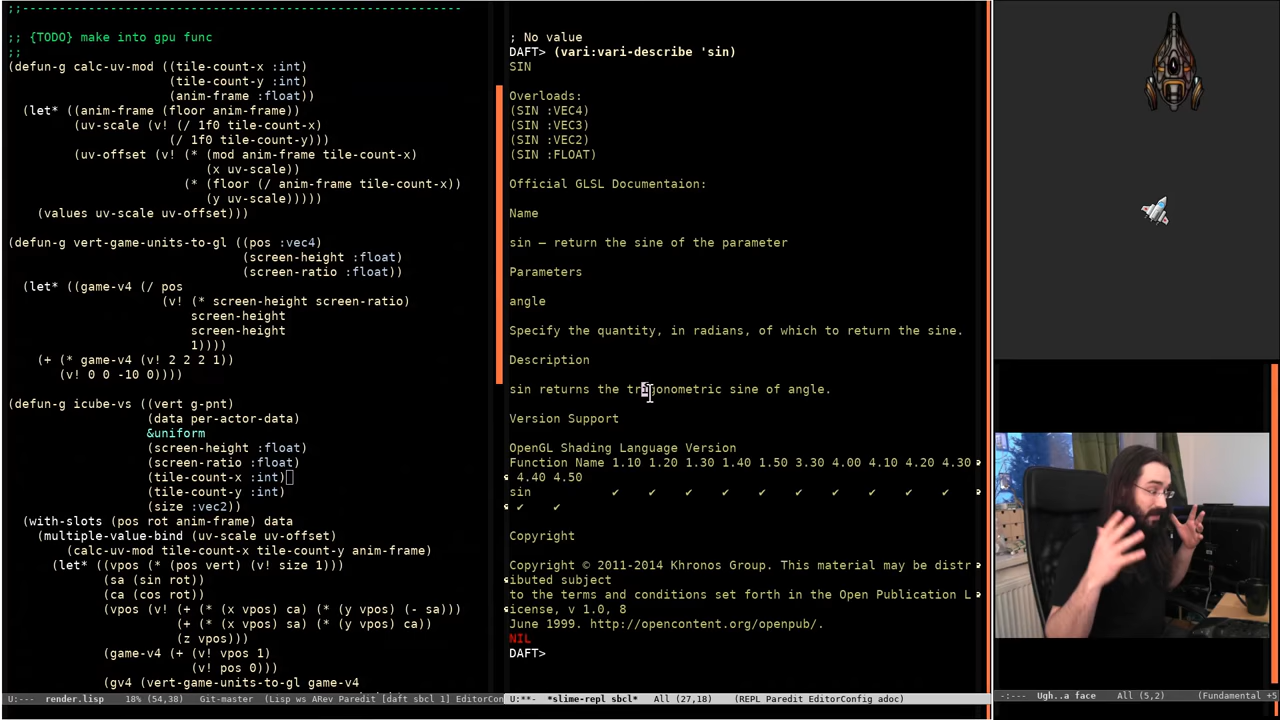 ;;------------------------------------------------------------
;; {TODO} make into gpu func
;;
(defun-g calc-uv-mod ((tile-count-x :int)
(tile-count-y :int)
(anim-frame :float))
(let* ((anim-frame (floor anim-frame))
(uv-scale (v! (/ 1f0 tile-count-x)
(/ 1f0 tile-count-y)))
(uv-offset (v! (* (mod anim-frame tile-count-x)
(x uv-scale))
(* (floor (/ anim-frame tile-count-x))
(y uv-scale)))))
(values uv-scale uv-offset)))
(defun-g vert-game-units-to-gl ((pos :vec4)
(screen-height :float)
(screen-ratio :float))
(let* ((game-v4 (/ pos
(v! (* screen-height screen-ratio)
screen-height
screen-height
1))))
(+ (* game-v4 (v! 2 2 2 1))
(v! 0 0 -10 0))))
(defun-g icube-vs ((vert g-pnt)
(data per-actor-data)
&uniform
(screen-height :float)
(screen-ratio :float)
(tile-count-x :int)
(tile-count-y :int)
(size :vec2))
(with-slots (pos rot anim-frame) data
(multiple-value-bind (uv-scale uv-offset)
(calc-uv-mod tile-count-x tile-count-y anim-frame)
(let* ((vpos (* (pos vert) (v! size 1)))
(sa (sin rot))
(ca (cos rot))
(vpos (v! (+ (* (x vpos) ca) (* (y vpos) (- sa)))
(+ (* (x vpos) sa) (* (y vpos) ca))
(z vpos)))
(game-v4 (+ (v! vpos 1)
(v! pos 0)))
(gv4 (vert-game-units-to-gl game-v4
U:--- render.lisp 18% (54,38) Git-master (Lisp ws ARev Paredit [daft sbcl 1] EditorCon
; No value
DAFT> (vari:vari-describe 'sin)
SIN
Overloads:
(SIN :VEC4)
(SIN :VEC3)
(SIN :VEC2)
(SIN :FLOAT)
Official GLSL Documentaion:
Name
sin — return the sine of the parameter
Parameters
angle
Specify the quantity, in radians, of which to return the sine.
Description
sin returns the trigonometric sine of angle.
Version Support
OpenGL Shading Language Version
Function Name 1.10 1.20 1.30 1.40 1.50 3.30 4.00 4.10 4.20 4.30
4.40 4.50
sin ✔ ✔ ✔ ✔ ✔ ✔ ✔ ✔ ✔ ✔
✔ ✔
Copyright
Copyright © 2011-2014 Khronos Group. This material may be distr
ibuted subject
to the terms and conditions set forth in the Open Publication L
icense, v 1.0, 8
June 1999. http://opencontent.org/openpub/.
NIL
DAFT>
U:**- *slime-repl sbcl* All (27,18) (REPL Paredit EditorConfig adoc)
-:--- Ugh..a face All (5,2) (Fundamental +5